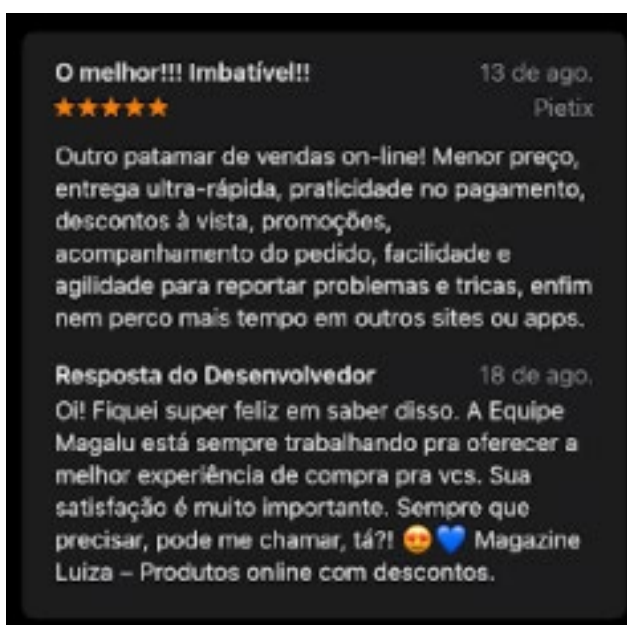 O melhor!!! Imbatível!! 13 de ago.
★★★★★ Pietix
Outro patamar de vendas on-line! Menor preço,
entrega ultra-rápida, praticidade no pagamento,
descontos à vista, promoções,
acompanhamento do pedido, facilidade e
agilidade para reportar problemas e tricas, enfim
nem perco mais tempo em outros sites ou apps.
Resposta do Desenvolvedor 18 de ago.
Oi! Fiquei super feliz em saber disso. A Equipe
Magalu está sempre trabalhando pra oferecer a
melhor experiência de compra pra vcs. Sua
satisfação é muito importante. Sempre que
precisar, pode me chamar, tá?! 😍💙 Magazine
Luiza – Produtos online com descontos.